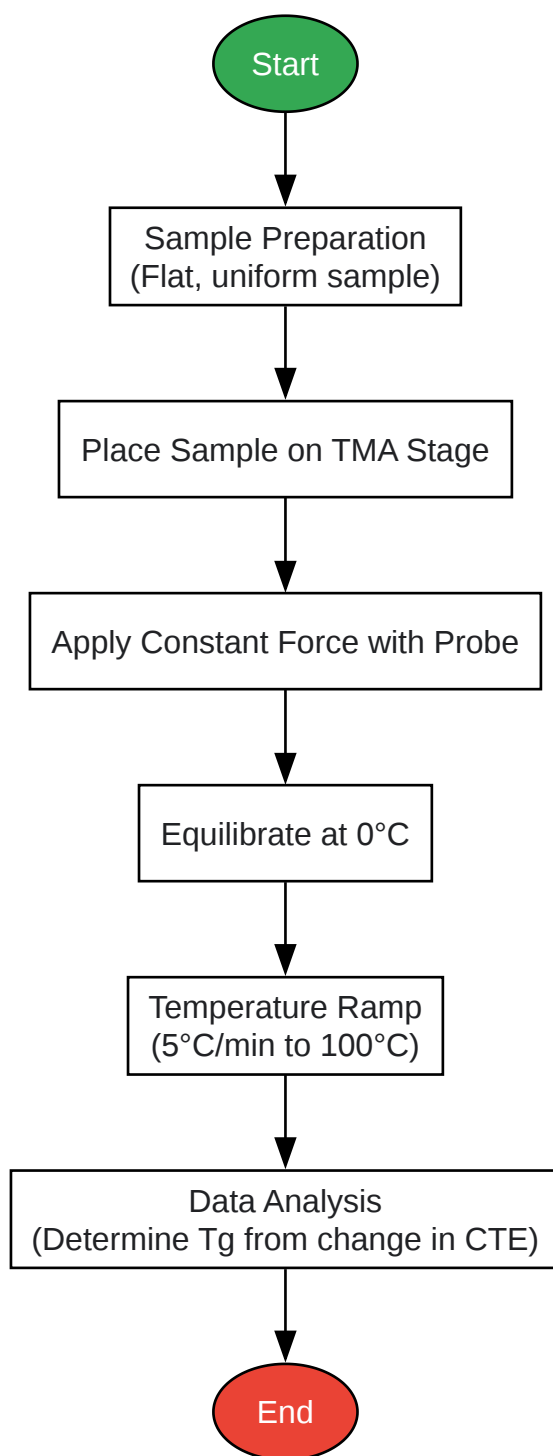 Start
Sample Preparation
(Flat, uniform sample)
Place Sample on TMA Stage
Apply Constant Force with Probe
Equilibrate at 0°C
Temperature Ramp
(5°C/min to 100°C)
Data Analysis
(Determine Tg from change in CTE)
End